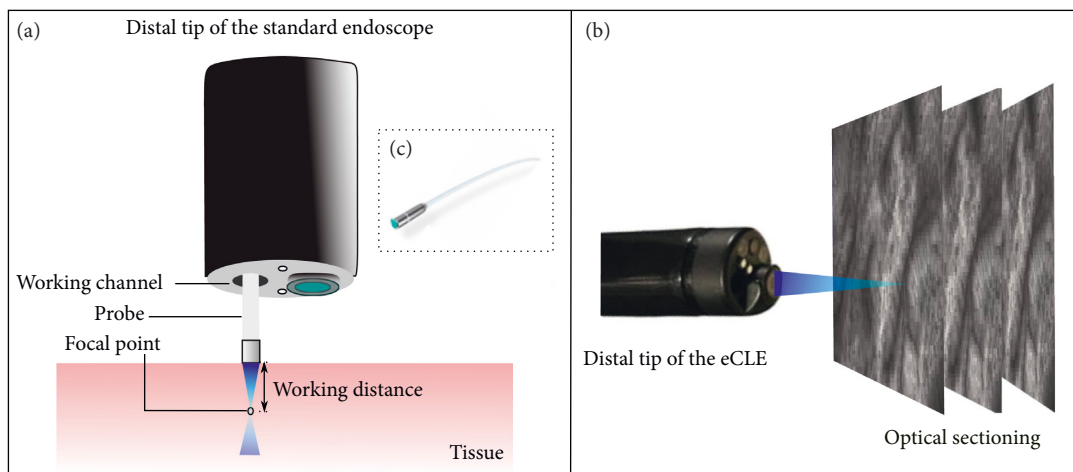 (a)
Distal tip of the standard endoscope
(c)
Working channel
Probe
Focal point
Working distance
Tissue
(b)
Distal tip of the eCLE
Optical sectioning